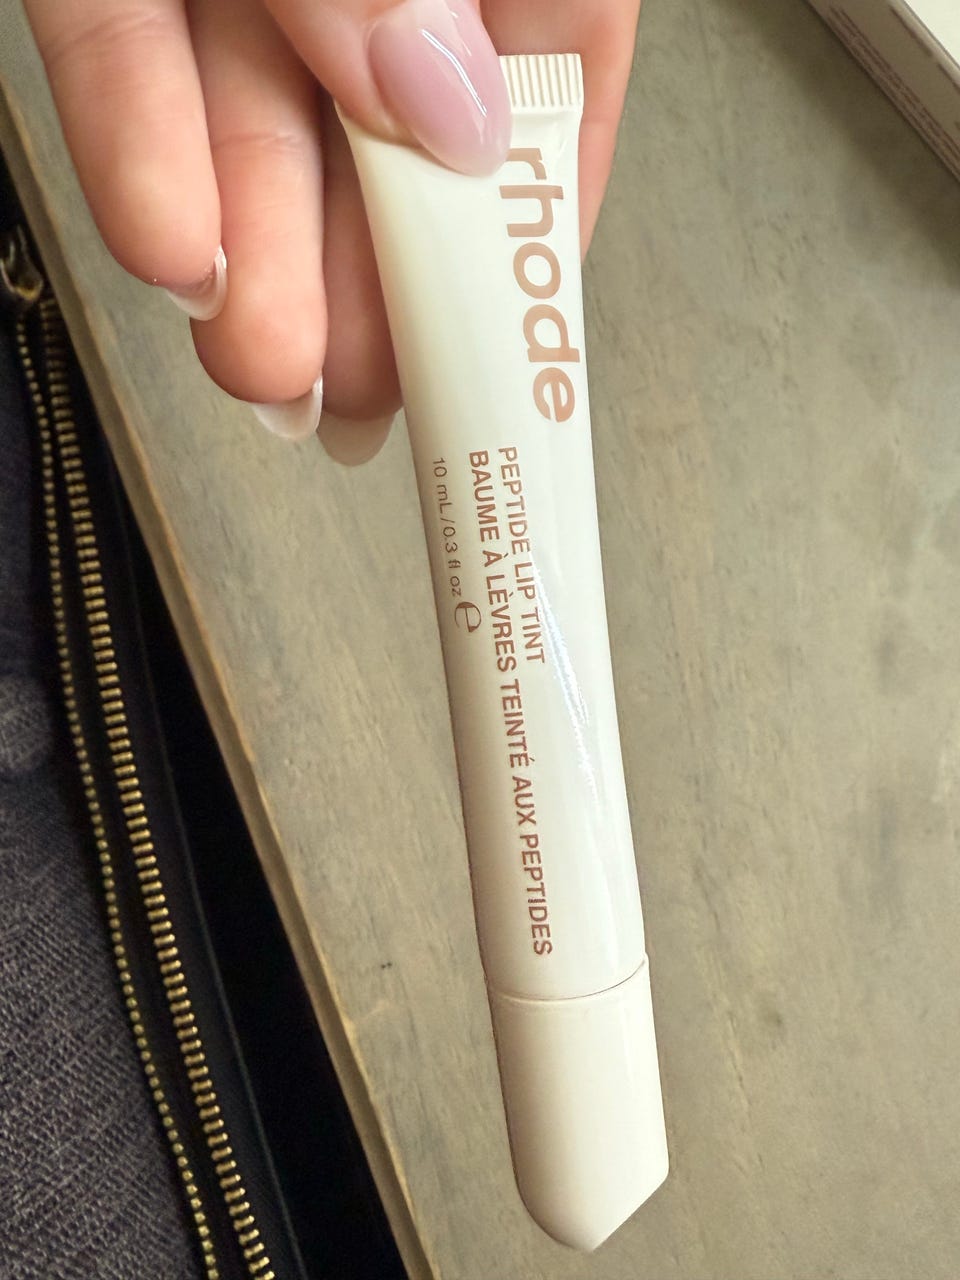 rhode
PEPTIDE LIP TINT
BAUME À LÈVRES TEINTÉ AUX PEPTIDES
10 mL / 0.3 fl oz ℮